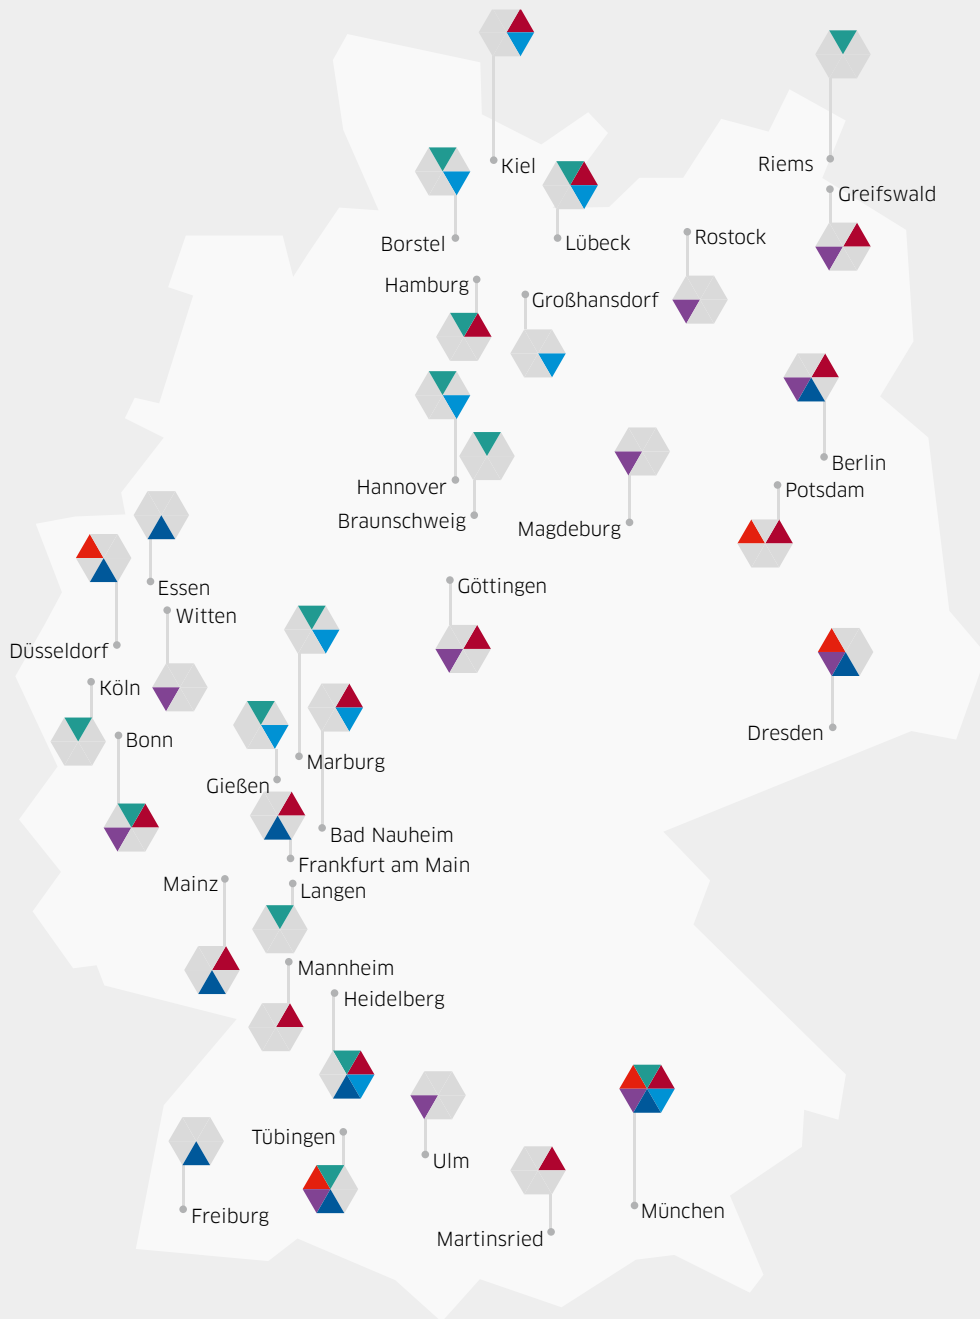 Kiel
Riems
Greifswald
Borstel
Lübeck
Rostock
Hamburg
Großhansdorf
Berlin
Hannover
Potsdam
Braunschweig
Magdeburg
Essen
Göttingen
Witten
Düsseldorf
Köln
Dresden
Bonn
Marburg
Gießen
Bad Nauheim
Frankfurt am Main
Mainz
Langen
Mannheim
Heidelberg
Tübingen
Ulm
Freiburg
München
Martinsried